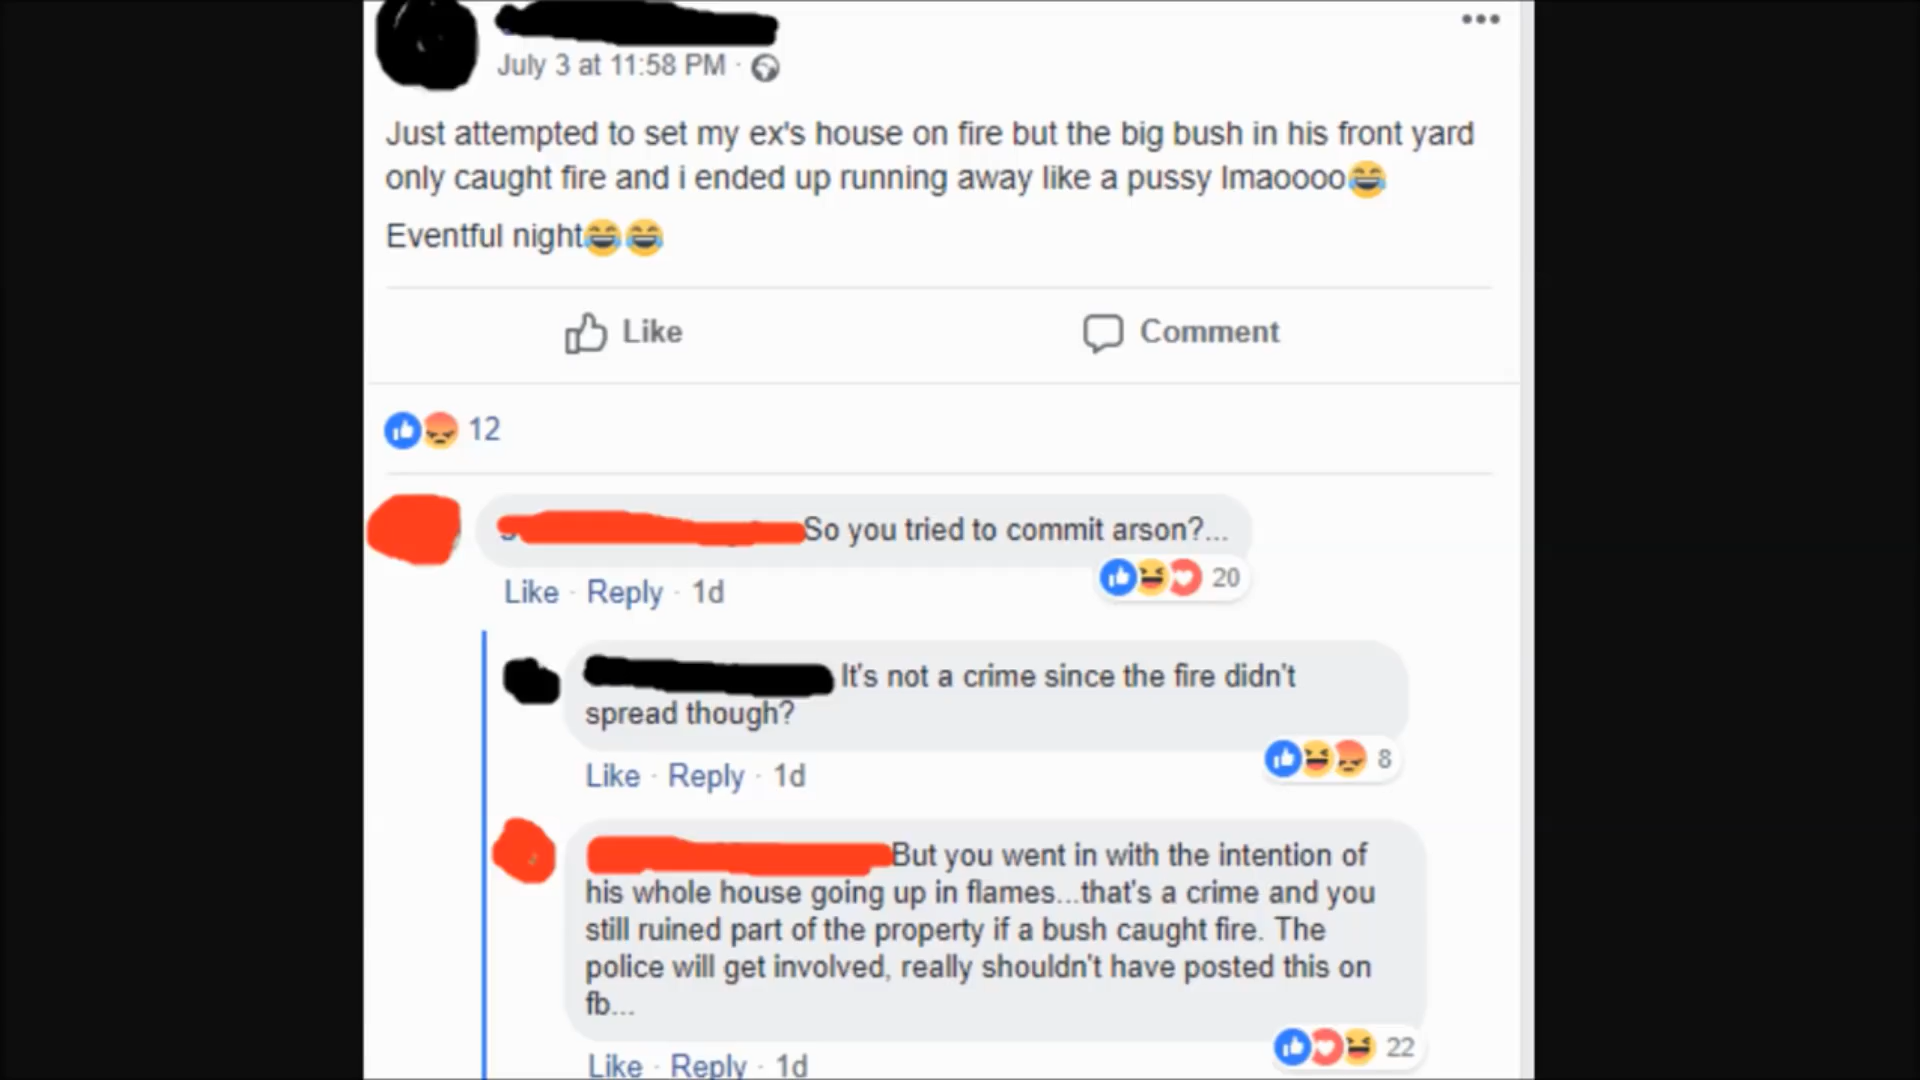 July 3 at 11:58 PM ·
Just attempted to set my ex's house on fire but the big bush in his front yard
only caught fire and i ended up running away like a pussy lmaoooo😂
Eventful night😂😂
Like
Comment
12
So you tried to commit arson?...
20
Like · Reply · 1d
It's not a crime since the fire didn't
spread though?
8
Like · Reply · 1d
But you went in with the intention of
his whole house going up in flames...that's a crime and you
still ruined part of the property if a bush caught fire. The
police will get involved, really shouldn't have posted this on
fb...
22
Like · Reply · 1d